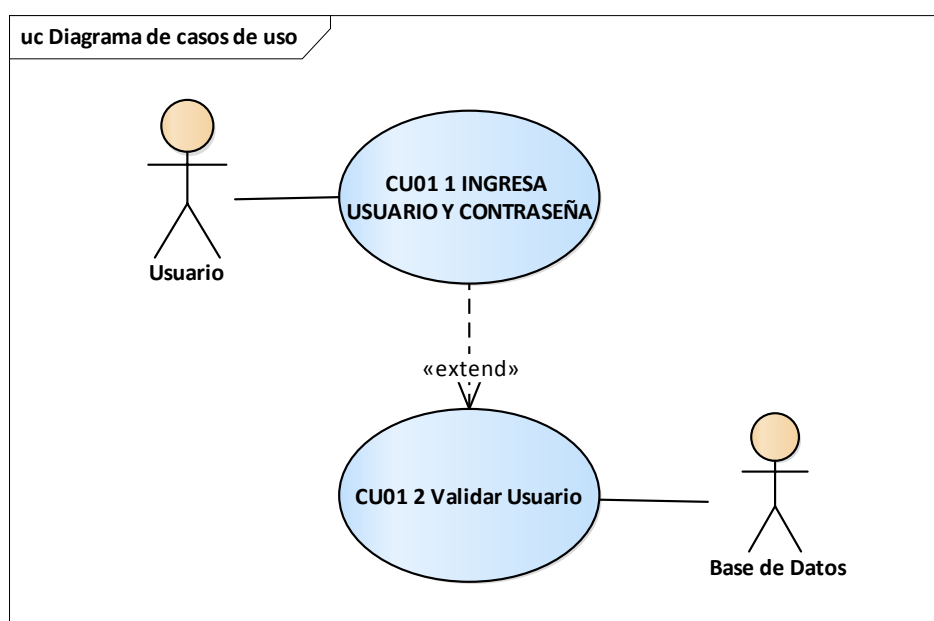 uc Diagrama de casos de uso
CU01 1 INGRESA
USUARIO Y CONTRASEÑA
Usuario
«extend»
CU01 2 Validar Usuario
Base de Datos